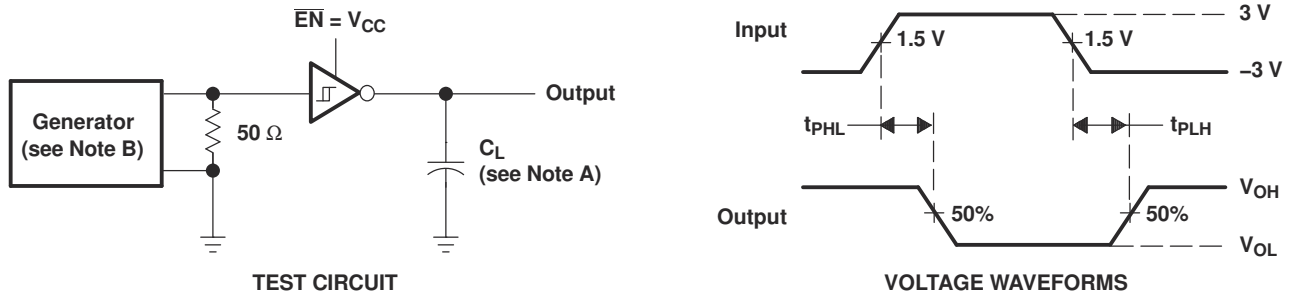 E̅N̅ = VCC
Generator
(see Note B)
50 Ω
Output
CL
(see Note A)
TEST CIRCUIT
Input
3 V
1.5 V
1.5 V
−3 V
tPHL
tPLH
Output
VOH
50%
50%
VOL
VOLTAGE WAVEFORMS